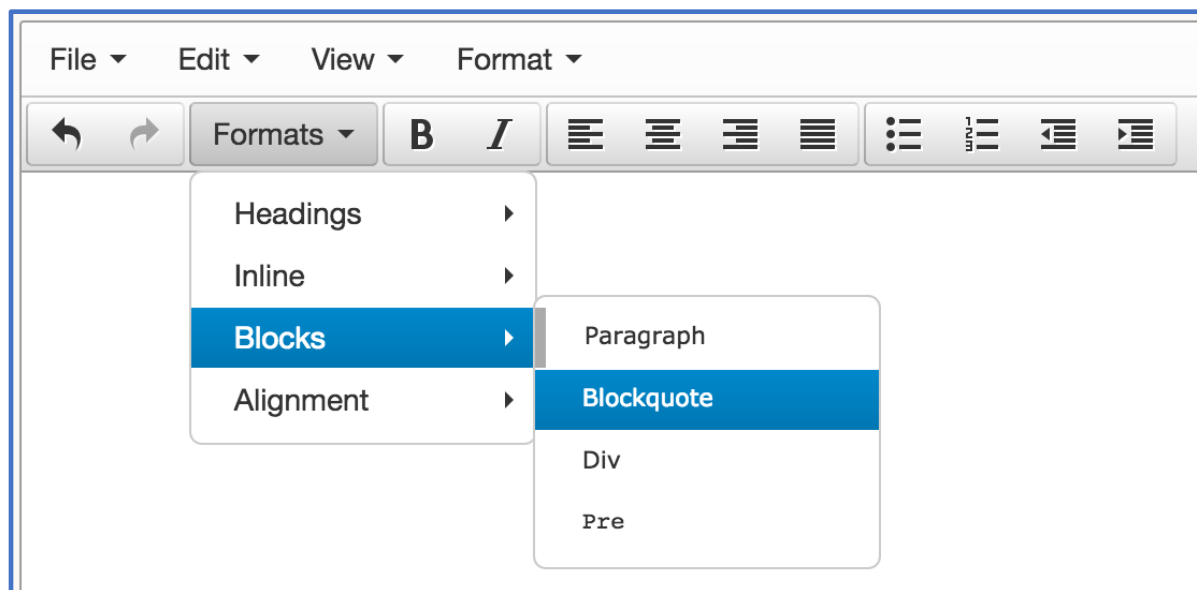 File Edit View Format
Formats B I
Headings
Inline
Blocks
Alignment
Paragraph
Blockquote
Div
Pre